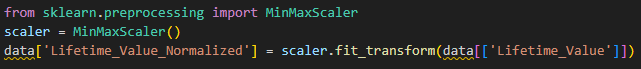 from sklearn.preprocessing import MinMaxScaler
scaler = MinMaxScaler()
data['Lifetime_Value_Normalized'] = scaler.fit_transform(data[['Lifetime_Value']])